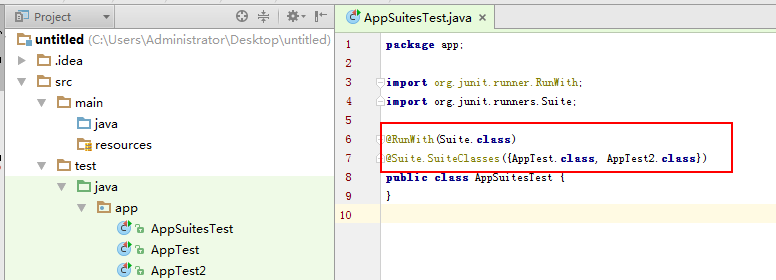 Project
untitled (C:\Users\Administrator\Desktop\untitled)
.idea
src
main
java
resources
test
java
app
AppSuitesTest
AppTest
AppTest2
AppSuitesTest.java
1 package app;
2
3 import org.junit.runner.RunWith;
4 import org.junit.runners.Suite;
5
6 @RunWith(Suite.class)
7 @Suite.SuiteClasses({AppTest.class, AppTest2.class})
8 public class AppSuitesTest {
9 }
10